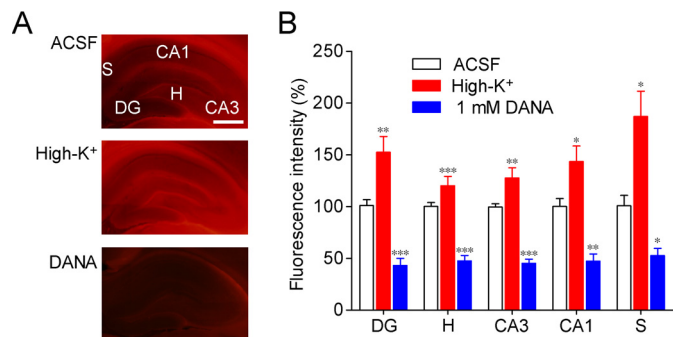 A
ACSF
CA1
S
H
DG
CA3
High-K⁺
DANA
B
Fluorescence intensity (%)
250
200
150
100
50
0
ACSF
High-K⁺
1 mM DANA
** *** *** *** ** *** * ** * *
DG H CA3 CA1 S